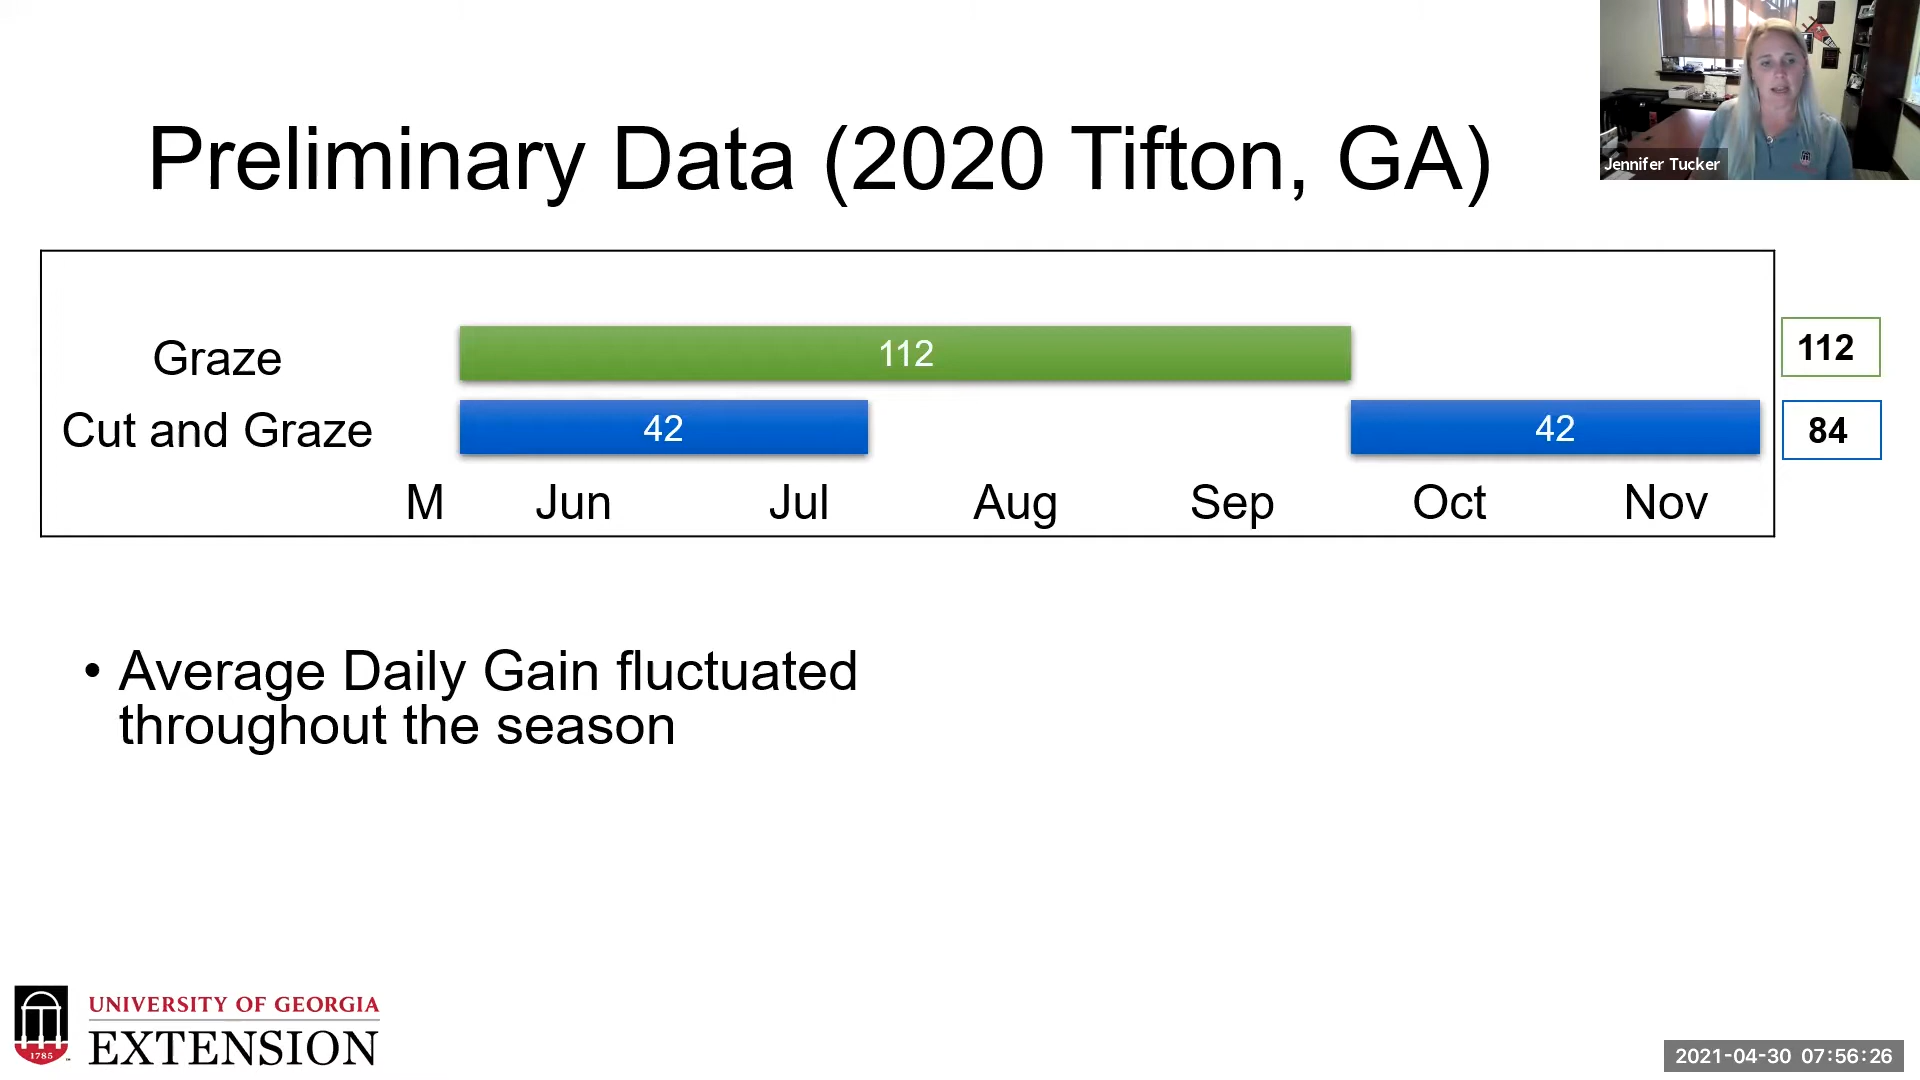 Jennifer Tucker
Preliminary Data (2020 Tifton, GA)
Graze
112
112
Cut and Graze
42
42
84
M Jun Jul Aug Sep Oct Nov
• Average Daily Gain fluctuated
throughout the season
1785
UNIVERSITY OF GEORGIA
EXTENSION
2021-04-30 07:56:26